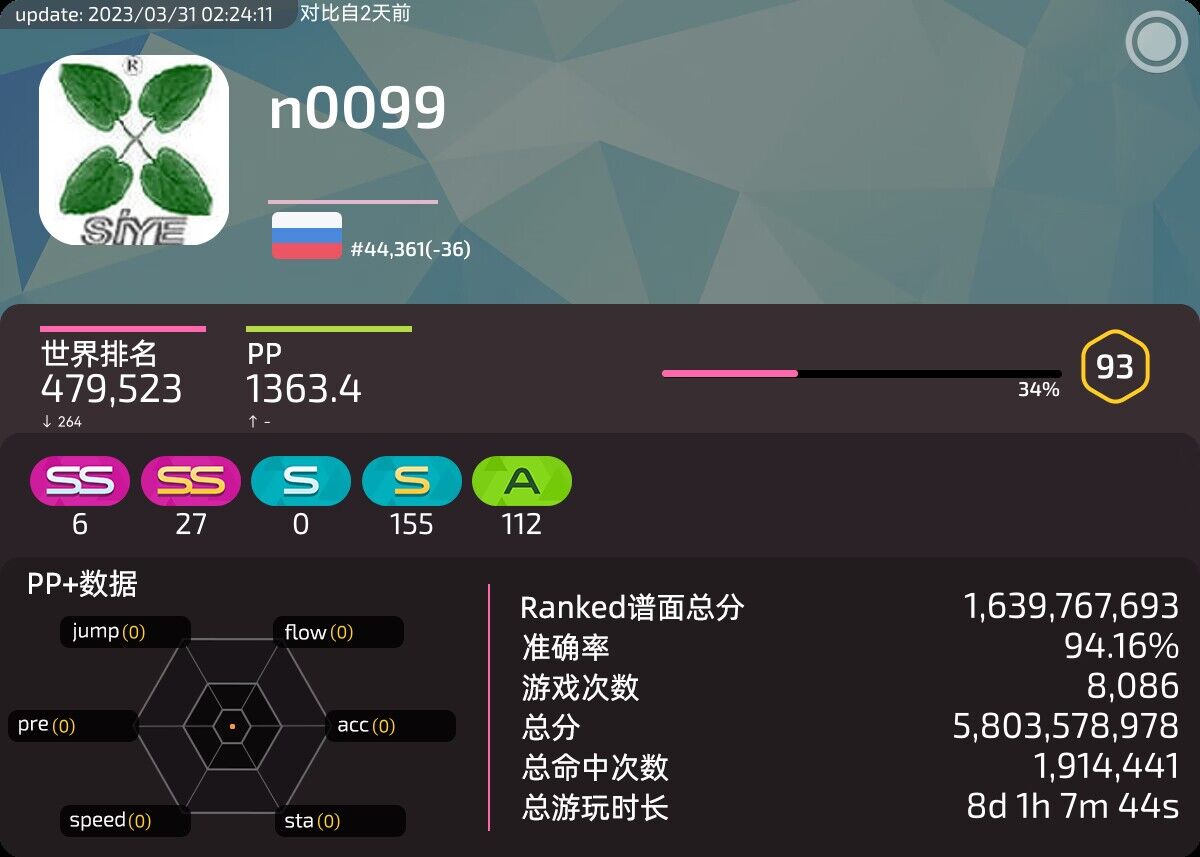 update: 2023/03/31 02:24:11 对比自2天前
®
SiYE
n0099
#44,361(-36)
世界排名
479,523
↓ 264
PP
1363.4
↑ -
34%
93
SS SS S S A
6 27 0 155 112
PP+数据
jump(0) flow(0)
pre(0) acc(0)
speed(0) sta(0)
Ranked谱面总分 1,639,767,693
准确率 94.16%
游戏次数 8,086
总分 5,803,578,978
总命中次数 1,914,441
总游玩时长 8d 1h 7m 44s